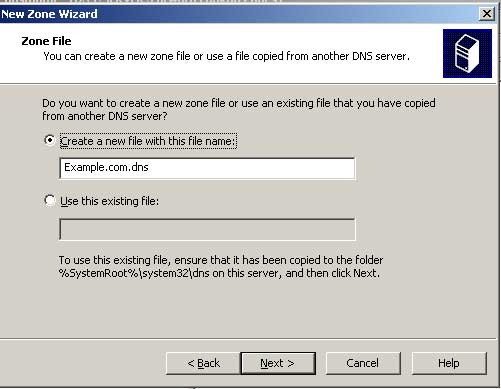 New Zone Wizard
Zone File
You can create a new zone file or use a file copied from another DNS server.
Do you want to create a new zone file or use an existing file that you have copied
from another DNS server?
Create a new file with this file name:
Example.com.dns
Use this existing file:
To use this existing file, ensure that it has been copied to the folder
%SystemRoot%\system32\dns on this server, and then click Next.
< Back
Next >
Cancel
Help